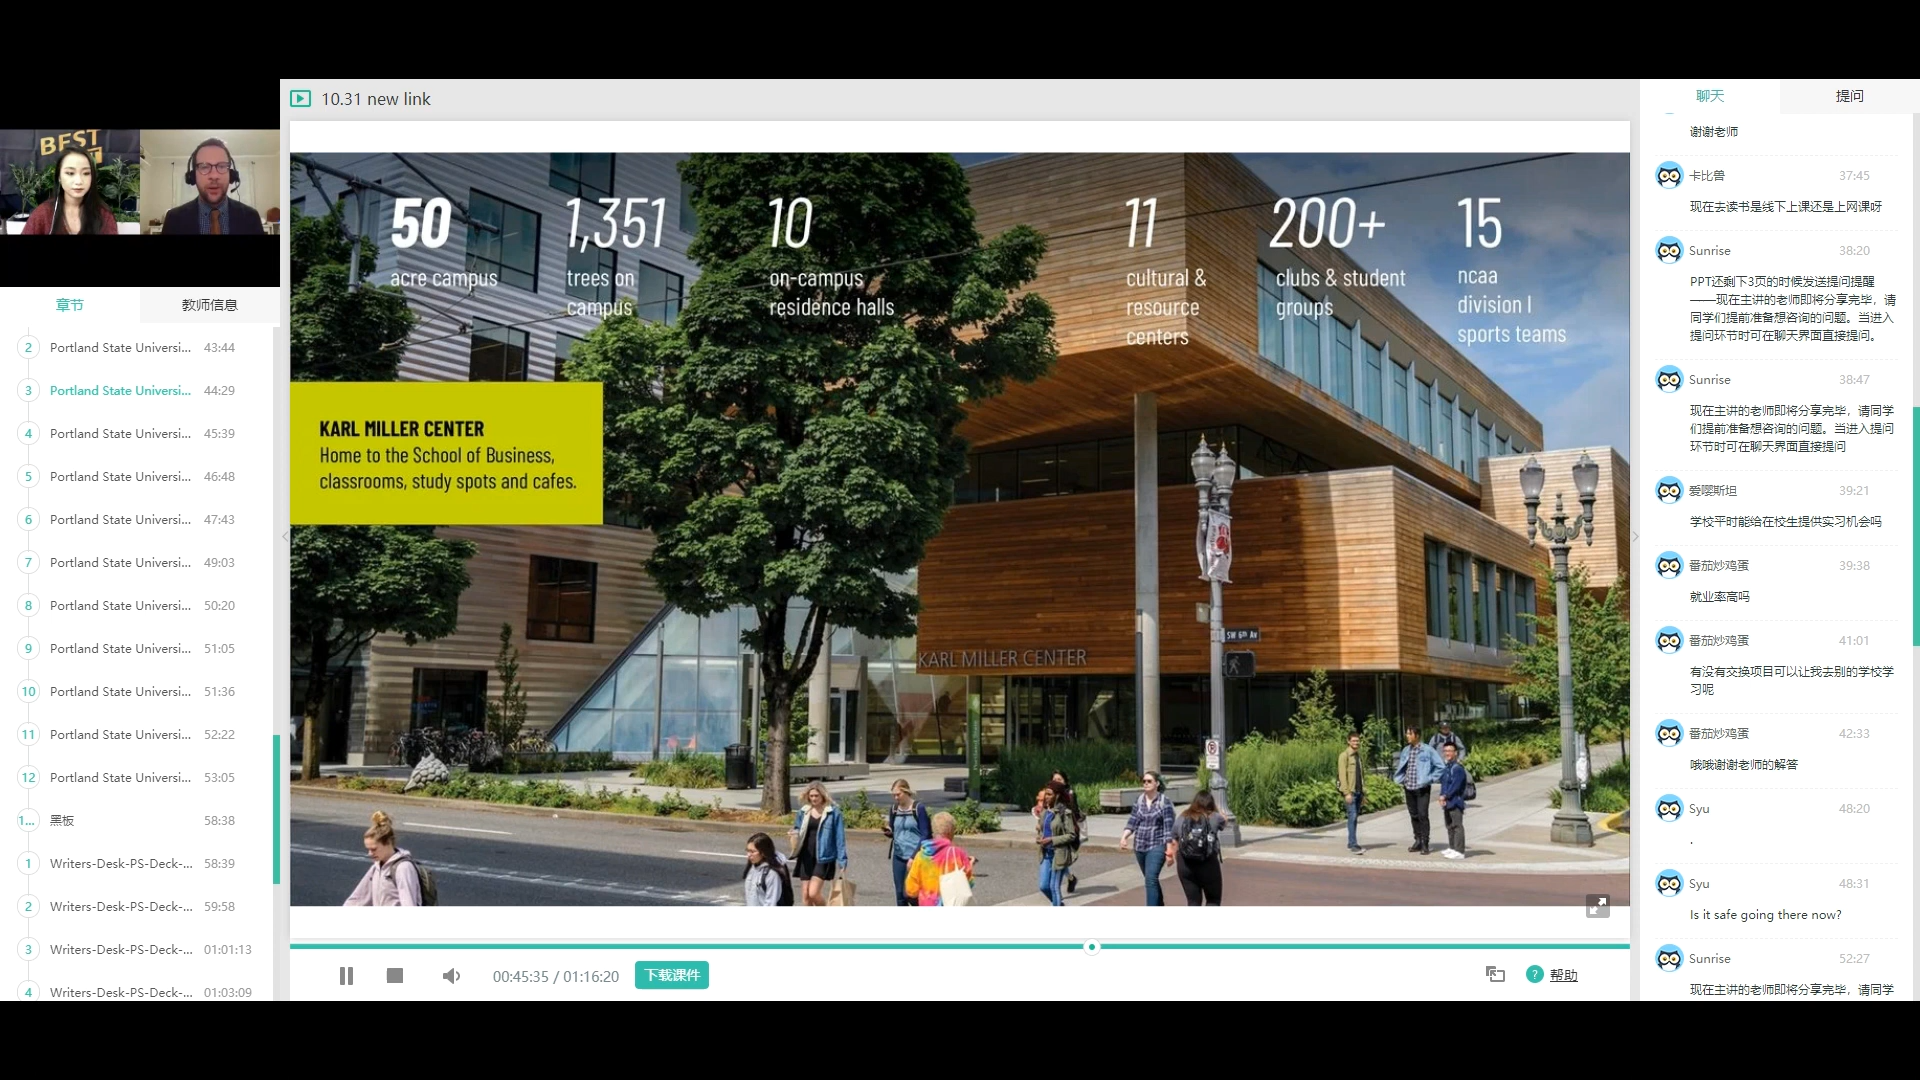 BEST
章节
教师信息
2 Portland State Universi... 43:44
3 Portland State Universi... 44:29
4 Portland State Universi... 45:39
5 Portland State Universi... 46:48
6 Portland State Universi... 47:43
7 Portland State Universi... 49:03
8 Portland State Universi... 50:20
9 Portland State Universi... 51:05
10 Portland State Universi... 51:36
11 Portland State Universi... 52:22
12 Portland State Universi... 53:05
1... 黑板 58:38
1 Writers-Desk-PS-Deck-... 58:39
2 Writers-Desk-PS-Deck-... 59:58
3 Writers-Desk-PS-Deck-... 01:01:13
4 Writers-Desk-PS-Deck-... 01:03:09
10.31 new link
50
acre campus
1,351
trees on
campus
10
on-campus
residence halls
11
cultural &
resource
centers
200+
clubs & student
groups
15
ncaa
division I
sports teams
KARL MILLER CENTER
Home to the School of Business,
classrooms, study spots and cafes.
SW 6th AV
KARL MILLER CENTER
00:45:35 / 01:16:20
下载课件
? 帮助
聊天
提问
谢谢老师
卡比兽 37:45
现在去读书是线下上课还是上网课呀
Sunrise 38:20
PPT还剩下3页的时候发送提问提醒
——现在主讲的老师即将分享完毕，请
同学们提前准备想咨询的问题。当进入
提问环节时可在聊天界面直接提问。
Sunrise 38:47
现在主讲的老师即将分享完毕，请同学
们提前准备想咨询的问题。当进入提问
环节时可在聊天界面直接提问
爱嘤斯坦 39:21
学校平时能给在校生提供实习机会吗
番茄炒鸡蛋 39:38
就业率高吗
番茄炒鸡蛋 41:01
有没有交换项目可以让我去别的学校学
习呢
番茄炒鸡蛋 42:33
哦哦谢谢老师的解答
Syu 48:20
.
Syu 48:31
Is it safe going there now?
Sunrise 52:27
现在主讲的老师即将分享完毕，请同学